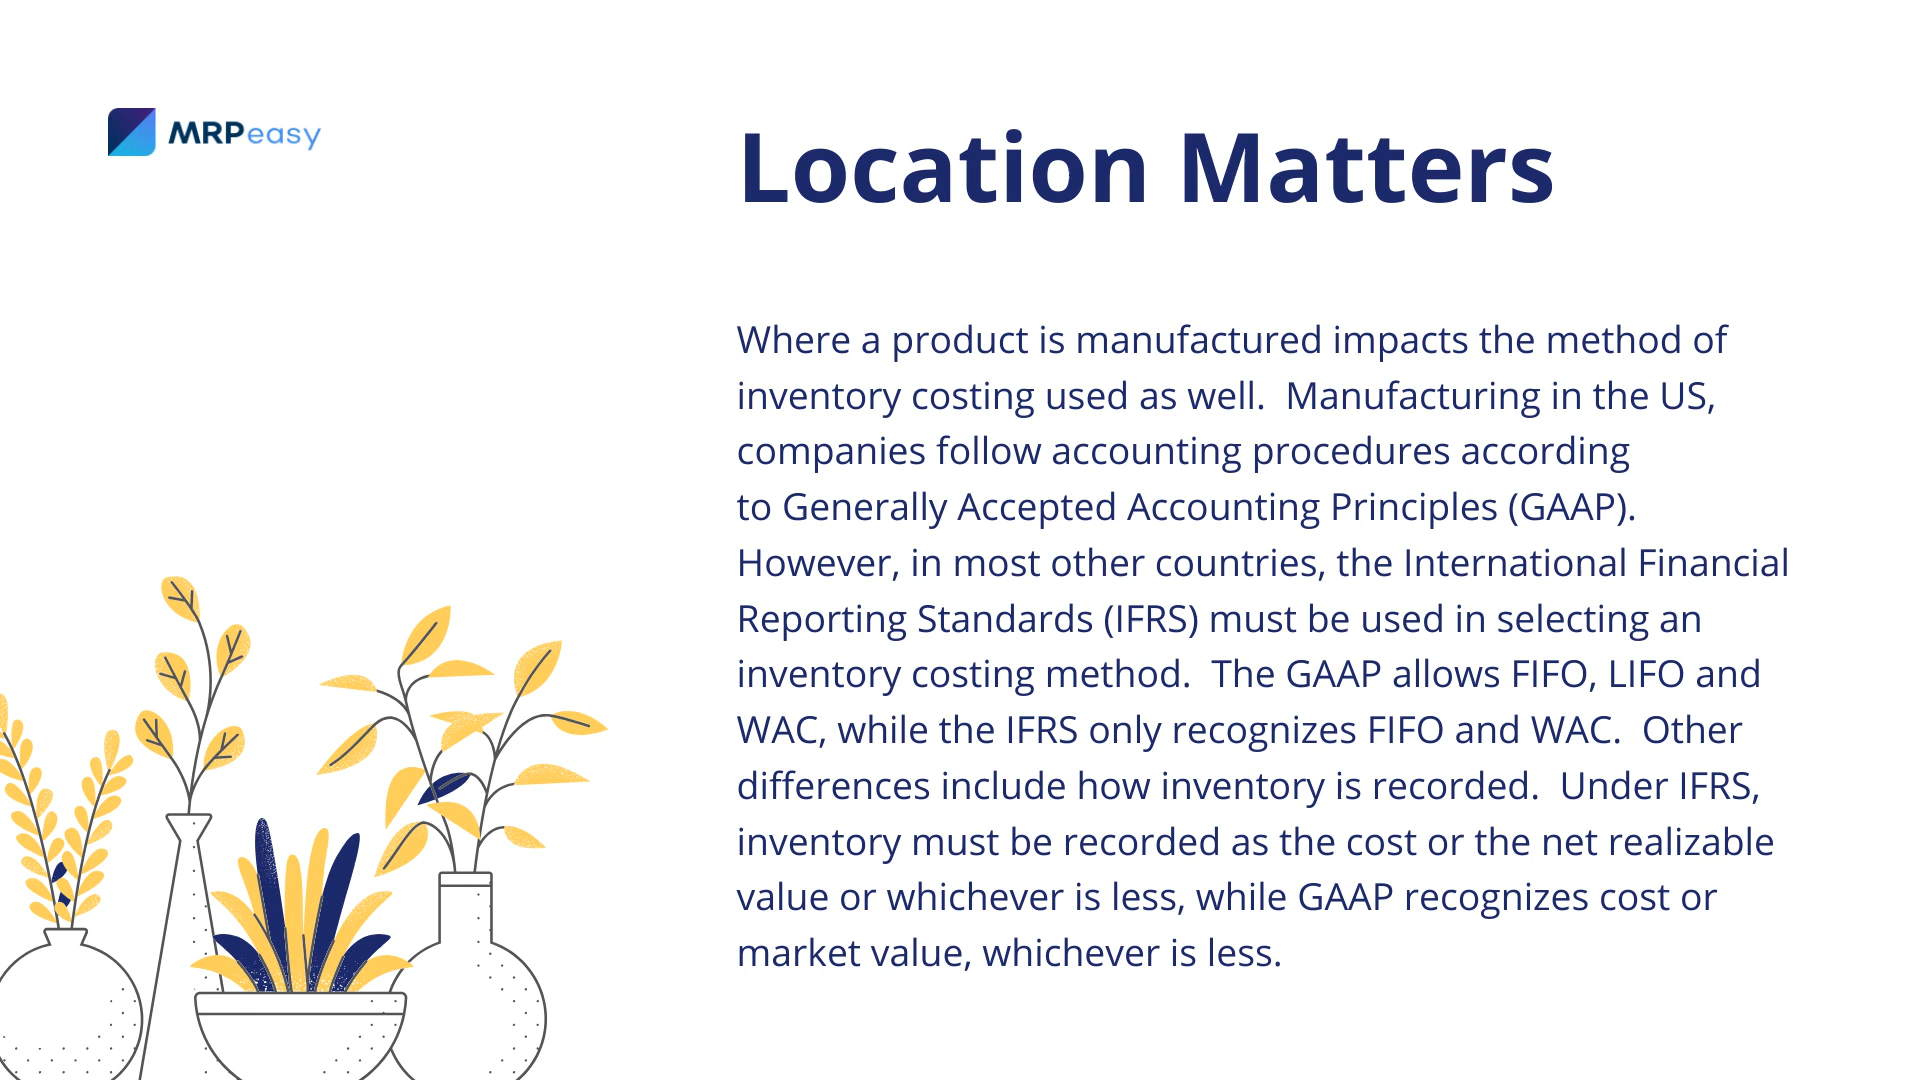 MRPeasy
Location Matters
Where a product is manufactured impacts the method of
inventory costing used as well.  Manufacturing in the US,
companies follow accounting procedures according
to Generally Accepted Accounting Principles (GAAP).
However, in most other countries, the International Financial
Reporting Standards (IFRS) must be used in selecting an
inventory costing method.  The GAAP allows FIFO, LIFO and
WAC, while the IFRS only recognizes FIFO and WAC.  Other
differences include how inventory is recorded.  Under IFRS,
inventory must be recorded as the cost or the net realizable
value or whichever is less, while GAAP recognizes cost or
market value, whichever is less.